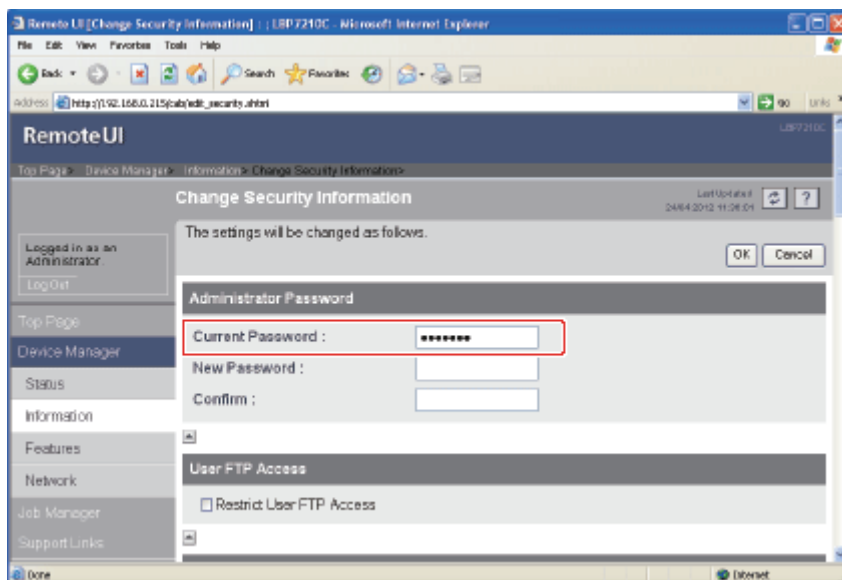 Remote UI [Change Security Information] : ; LBP7210C - Microsoft Internet Explorer
File Edit View Favorites Tools Help
Back Search Favorites
Address http://192.168.0.215/cab/edit_security.shtml Go Links
RemoteUI
LBP7210C
Top Page> Device Manager> Information> Change Security Information>
Change Security Information
Last Updated
24/04/2012 11:36:01
The settings will be changed as follows.
OK Cancel
Logged in as an
Administrator
Log Out
Administrator Password
Current Password :
New Password :
Confirm :
Top Page
Device Manager
Status
Information
Features
Network
Job Manager
Support Links
User FTP Access
Restrict User FTP Access
Done Internet